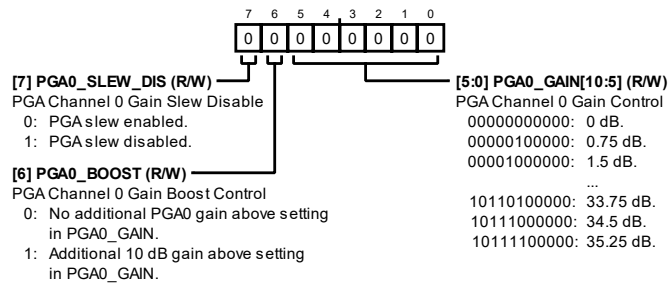 7 6 5 4 3 2 1 0
0 0 0 0 0 0 0 0
[7] PGA0_SLEW_DIS (R/W)
PGA Channel 0 Gain Slew Disable
0: PGA slew enabled.
1: PGA slew disabled.
[6] PGA0_BOOST (R/W)
PGA Channel 0 Gain Boost Control
0: No additional PGA0 gain above setting
in PGA0_GAIN.
1: Additional 10 dB gain above setting
in PGA0_GAIN.
[5:0] PGA0_GAIN[10:5] (R/W)
PGA Channel 0 Gain Control
00000000000: 0 dB.
00000100000: 0.75 dB.
00001000000: 1.5 dB.
...
10110100000: 33.75 dB.
10111000000: 34.5 dB.
10111100000: 35.25 dB.